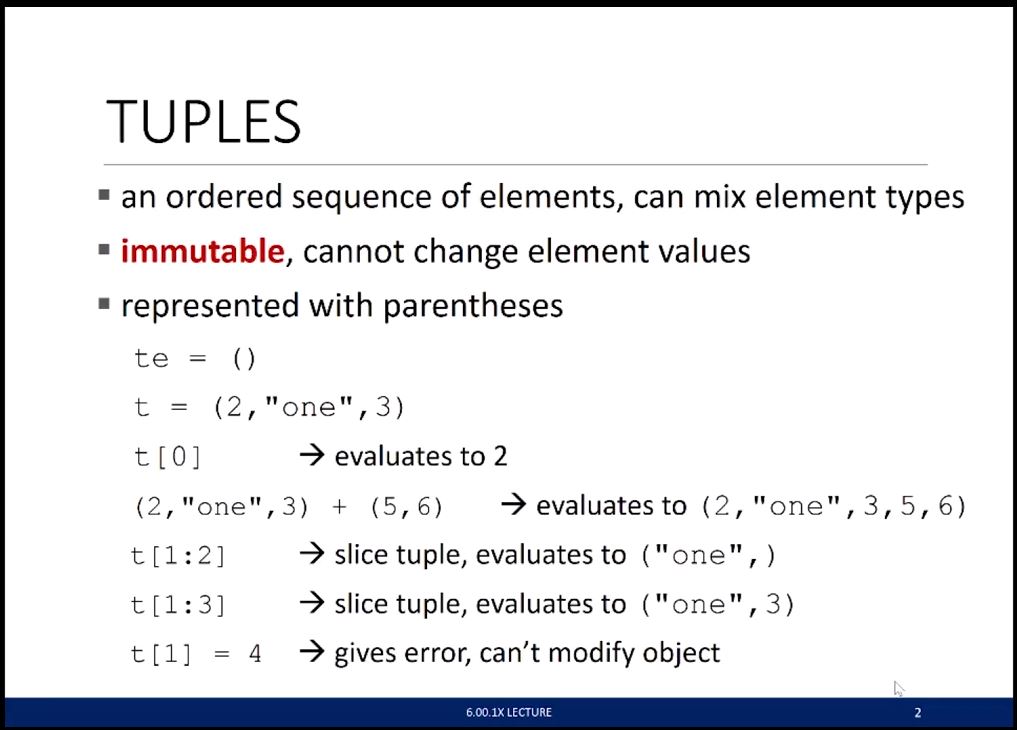 TUPLES
▪ an ordered sequence of elements, can mix element types
▪ immutable, cannot change element values
▪ represented with parentheses
te = ()
t = (2,"one",3)
t[0] → evaluates to 2
(2,"one",3) + (5,6) → evaluates to (2,"one",3,5,6)
t[1:2] → slice tuple, evaluates to ("one",)
t[1:3] → slice tuple, evaluates to ("one",3)
t[1] = 4 → gives error, can’t modify object
6.00.1X LECTURE 2